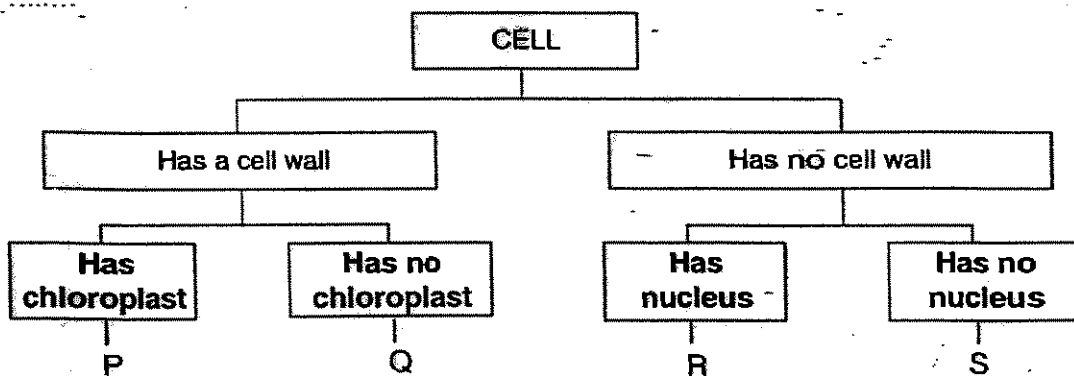 CELL
Has a cell wall
Has no cell wall
Has
chloroplast
Has no
chloroplast
Has
nucleus
Has no
nucleus
P
Q
R
S